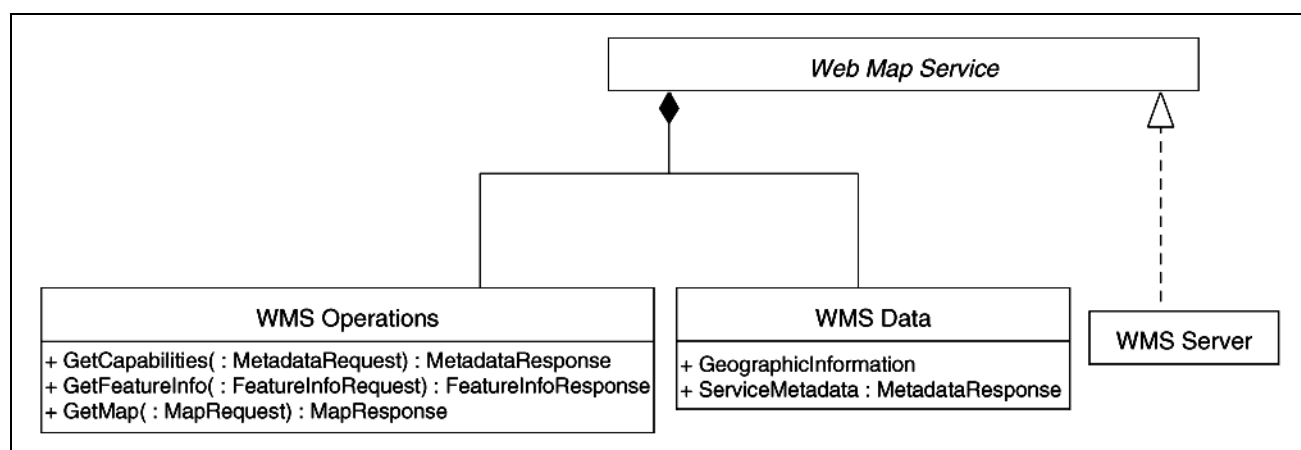 Web Map Service
WMS Operations
+ GetCapabilities( : MetadataRequest) : MetadataResponse
+ GetFeatureInfo( : FeatureInfoRequest) : FeatureInfoResponse
+ GetMap( : MapRequest) : MapResponse
WMS Data
+ GeographicInformation
+ ServiceMetadata : MetadataResponse
WMS Server